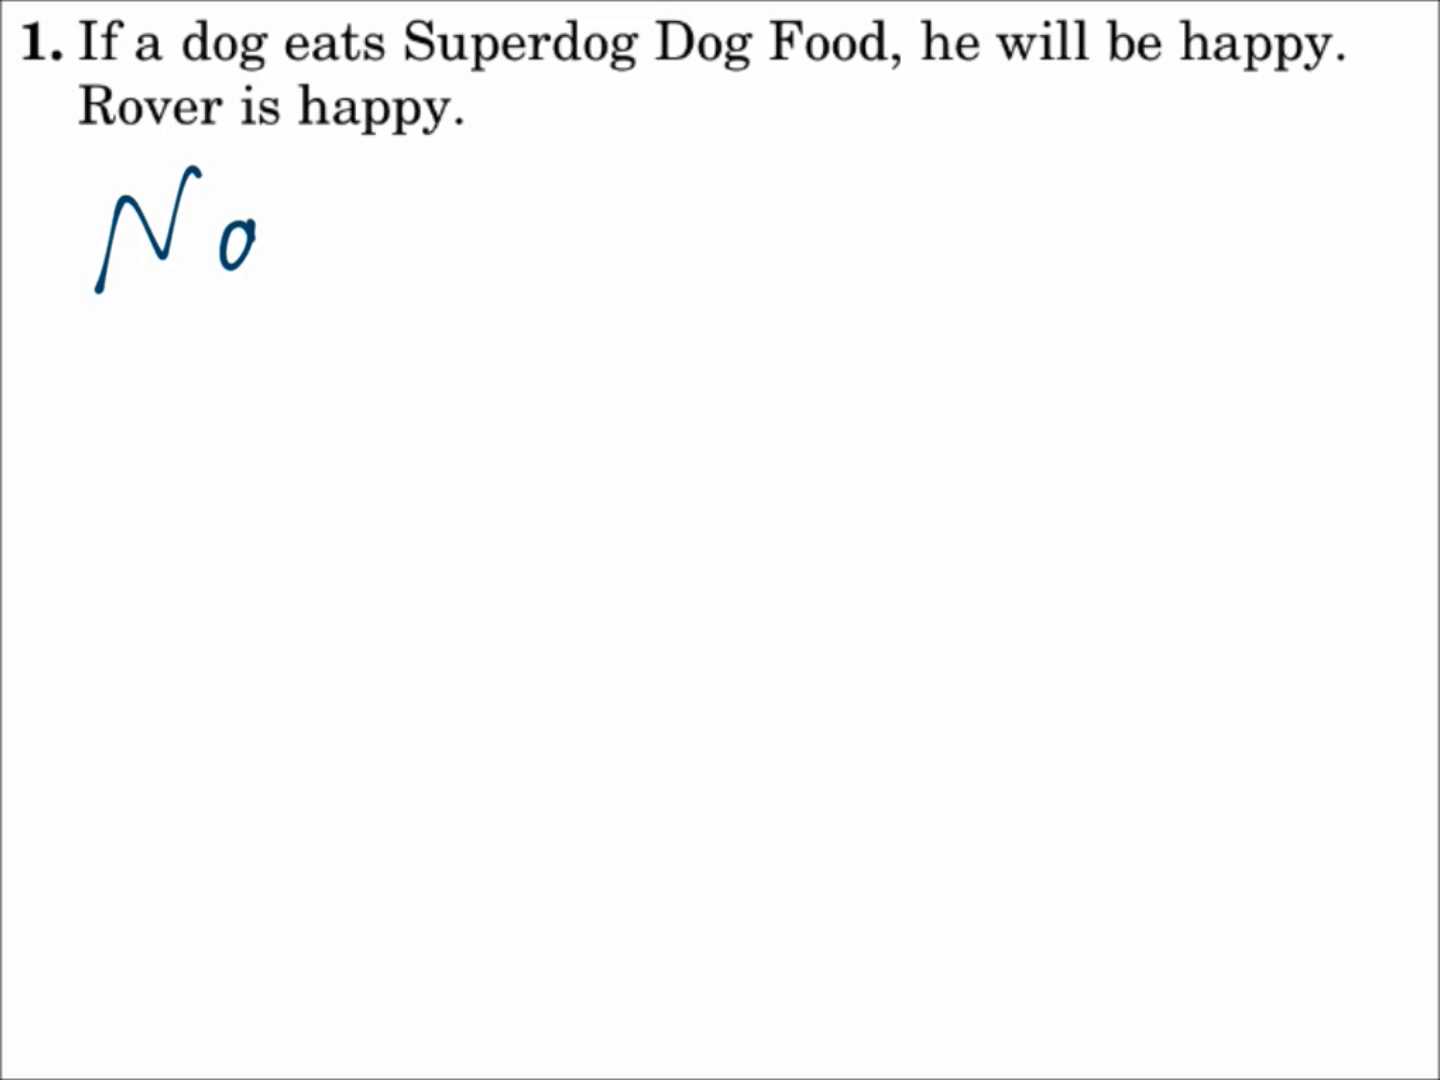 1. If a dog eats Superdog Dog Food, he will be happy.
Rover is happy.
No